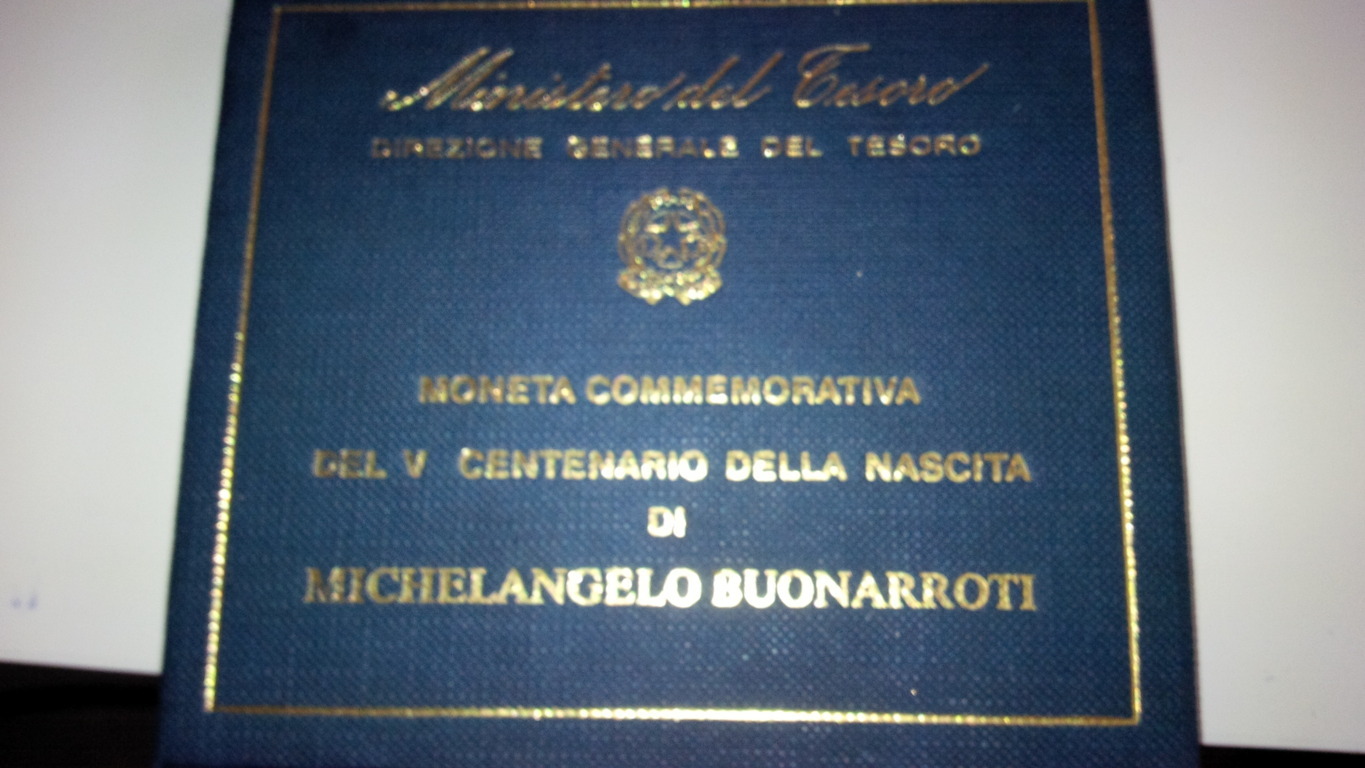 Ministero del Tesoro
DIREZIONE GENERALE DEL TESORO
MONETA COMMEMORATIVA
DEL V CENTENARIO DELLA NASCITA
DI
MICHELANGELO BUONARROTI